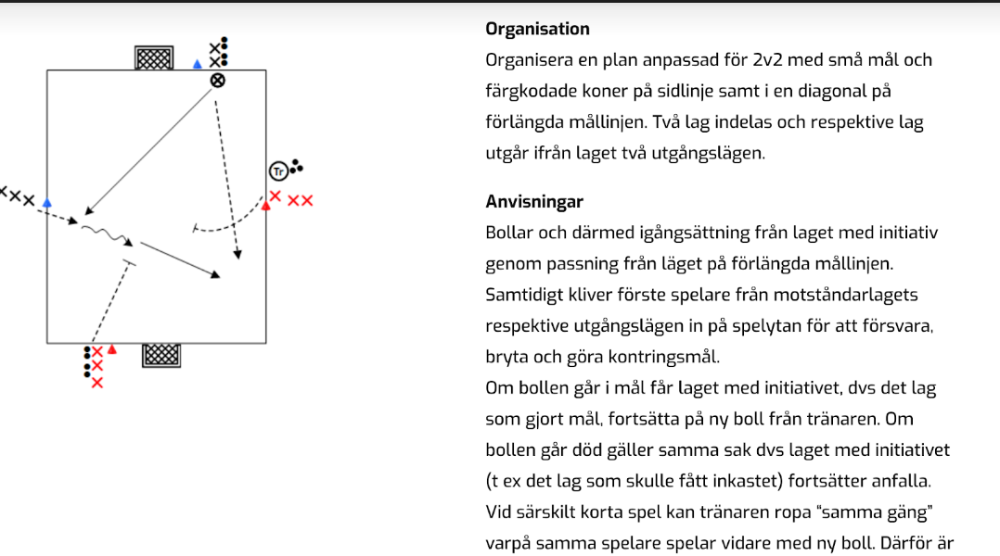 Tr
Organisation
Organisera en plan anpassad för 2v2 med små mål och
färgkodade koner på sidlinje samt i en diagonal på
förlängda mållinjen. Två lag indelas och respektive lag
utgår ifrån laget två utgångslägen.
Anvisningar
Bollar och därmed igångsättning från laget med initiativ
genom passning från läget på förlängda mållinjen.
Samtidigt kliver förste spelare från motståndarlagets
respektive utgångslägen in på spelytan för att försvara,
bryta och göra kontringsmål.
Om bollen går i mål får laget med initiativet, dvs det lag
som gjort mål, fortsätta på ny boll från tränaren. Om
bollen går död gäller samma sak dvs laget med initiativet
(t ex det lag som skulle fått inkastet) fortsätter anfalla.
Vid särskilt korta spel kan tränaren ropa “samma gäng”
varpå samma spelare spelar vidare med ny boll. Därför är